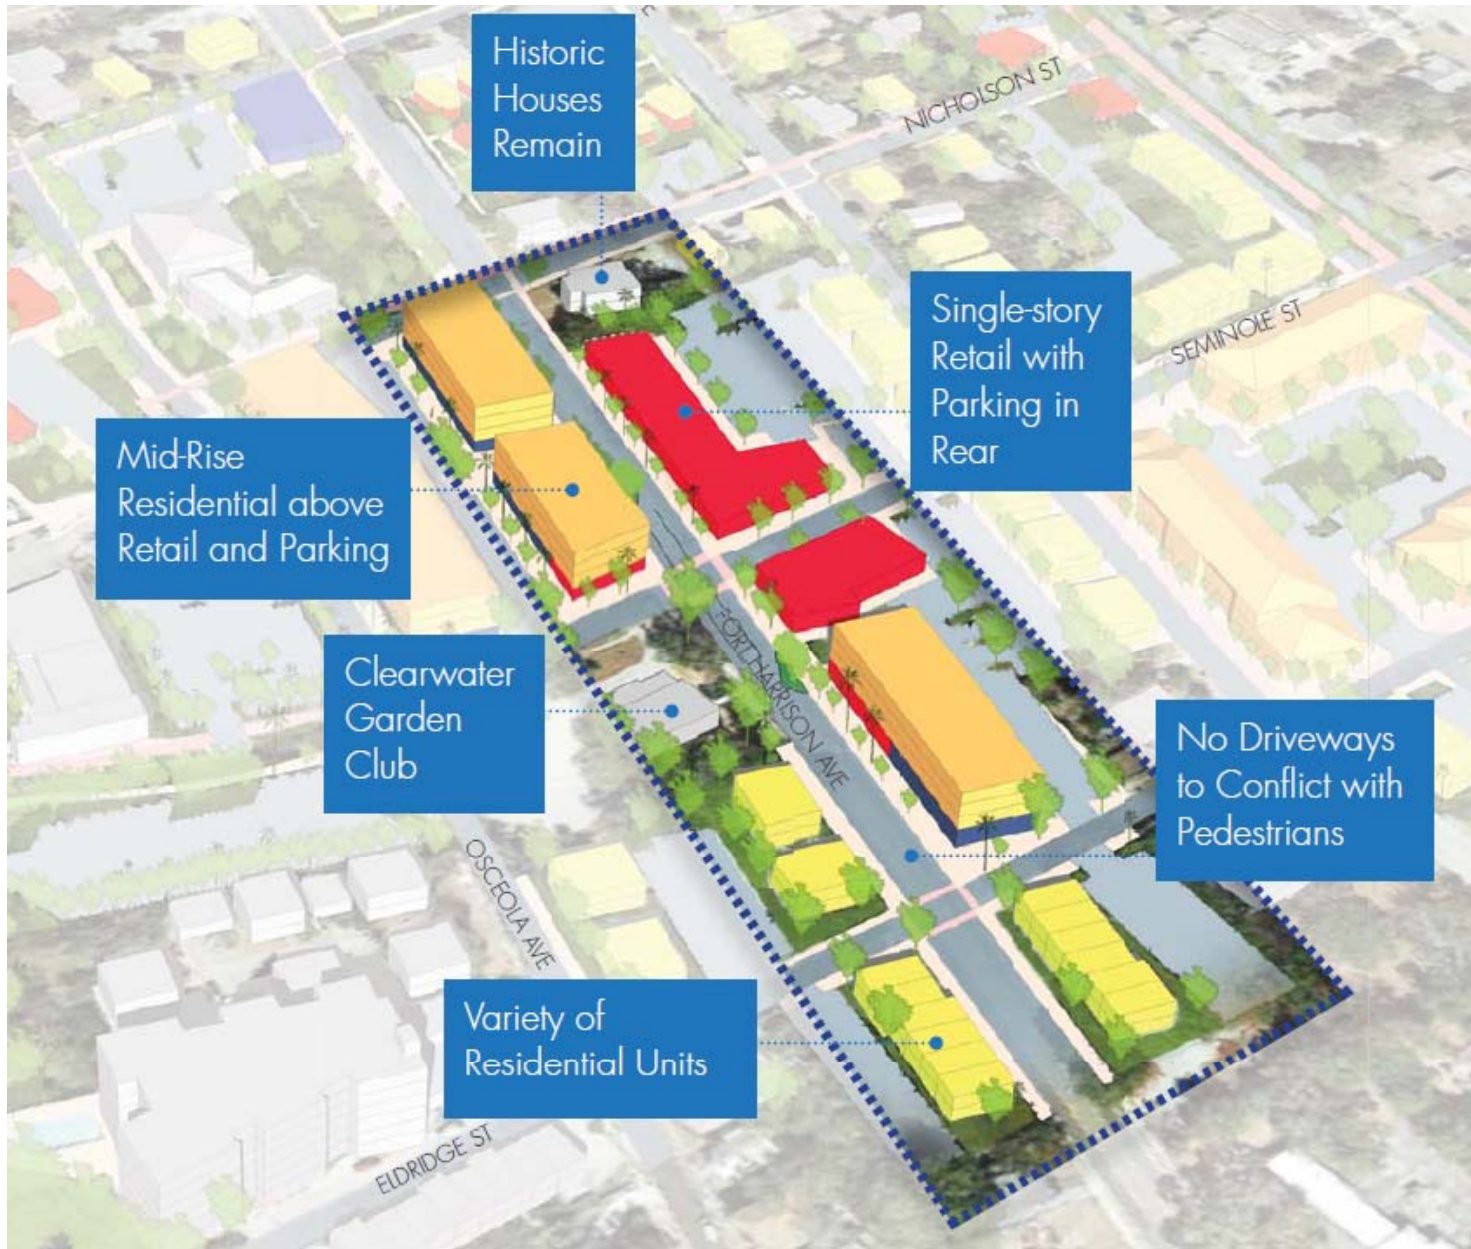 Historic
Houses
Remain
NICHOLSON ST
Single-story
Retail with
Parking in
Rear
SEMINOLE ST
Mid-Rise
Residential above
Retail and Parking
FORT HARRISON AVE
Clearwater
Garden
Club
No Driveways
to Conflict with
Pedestrians
OSCEOLA AVE
Variety of
Residential Units
ELDRIDGE ST